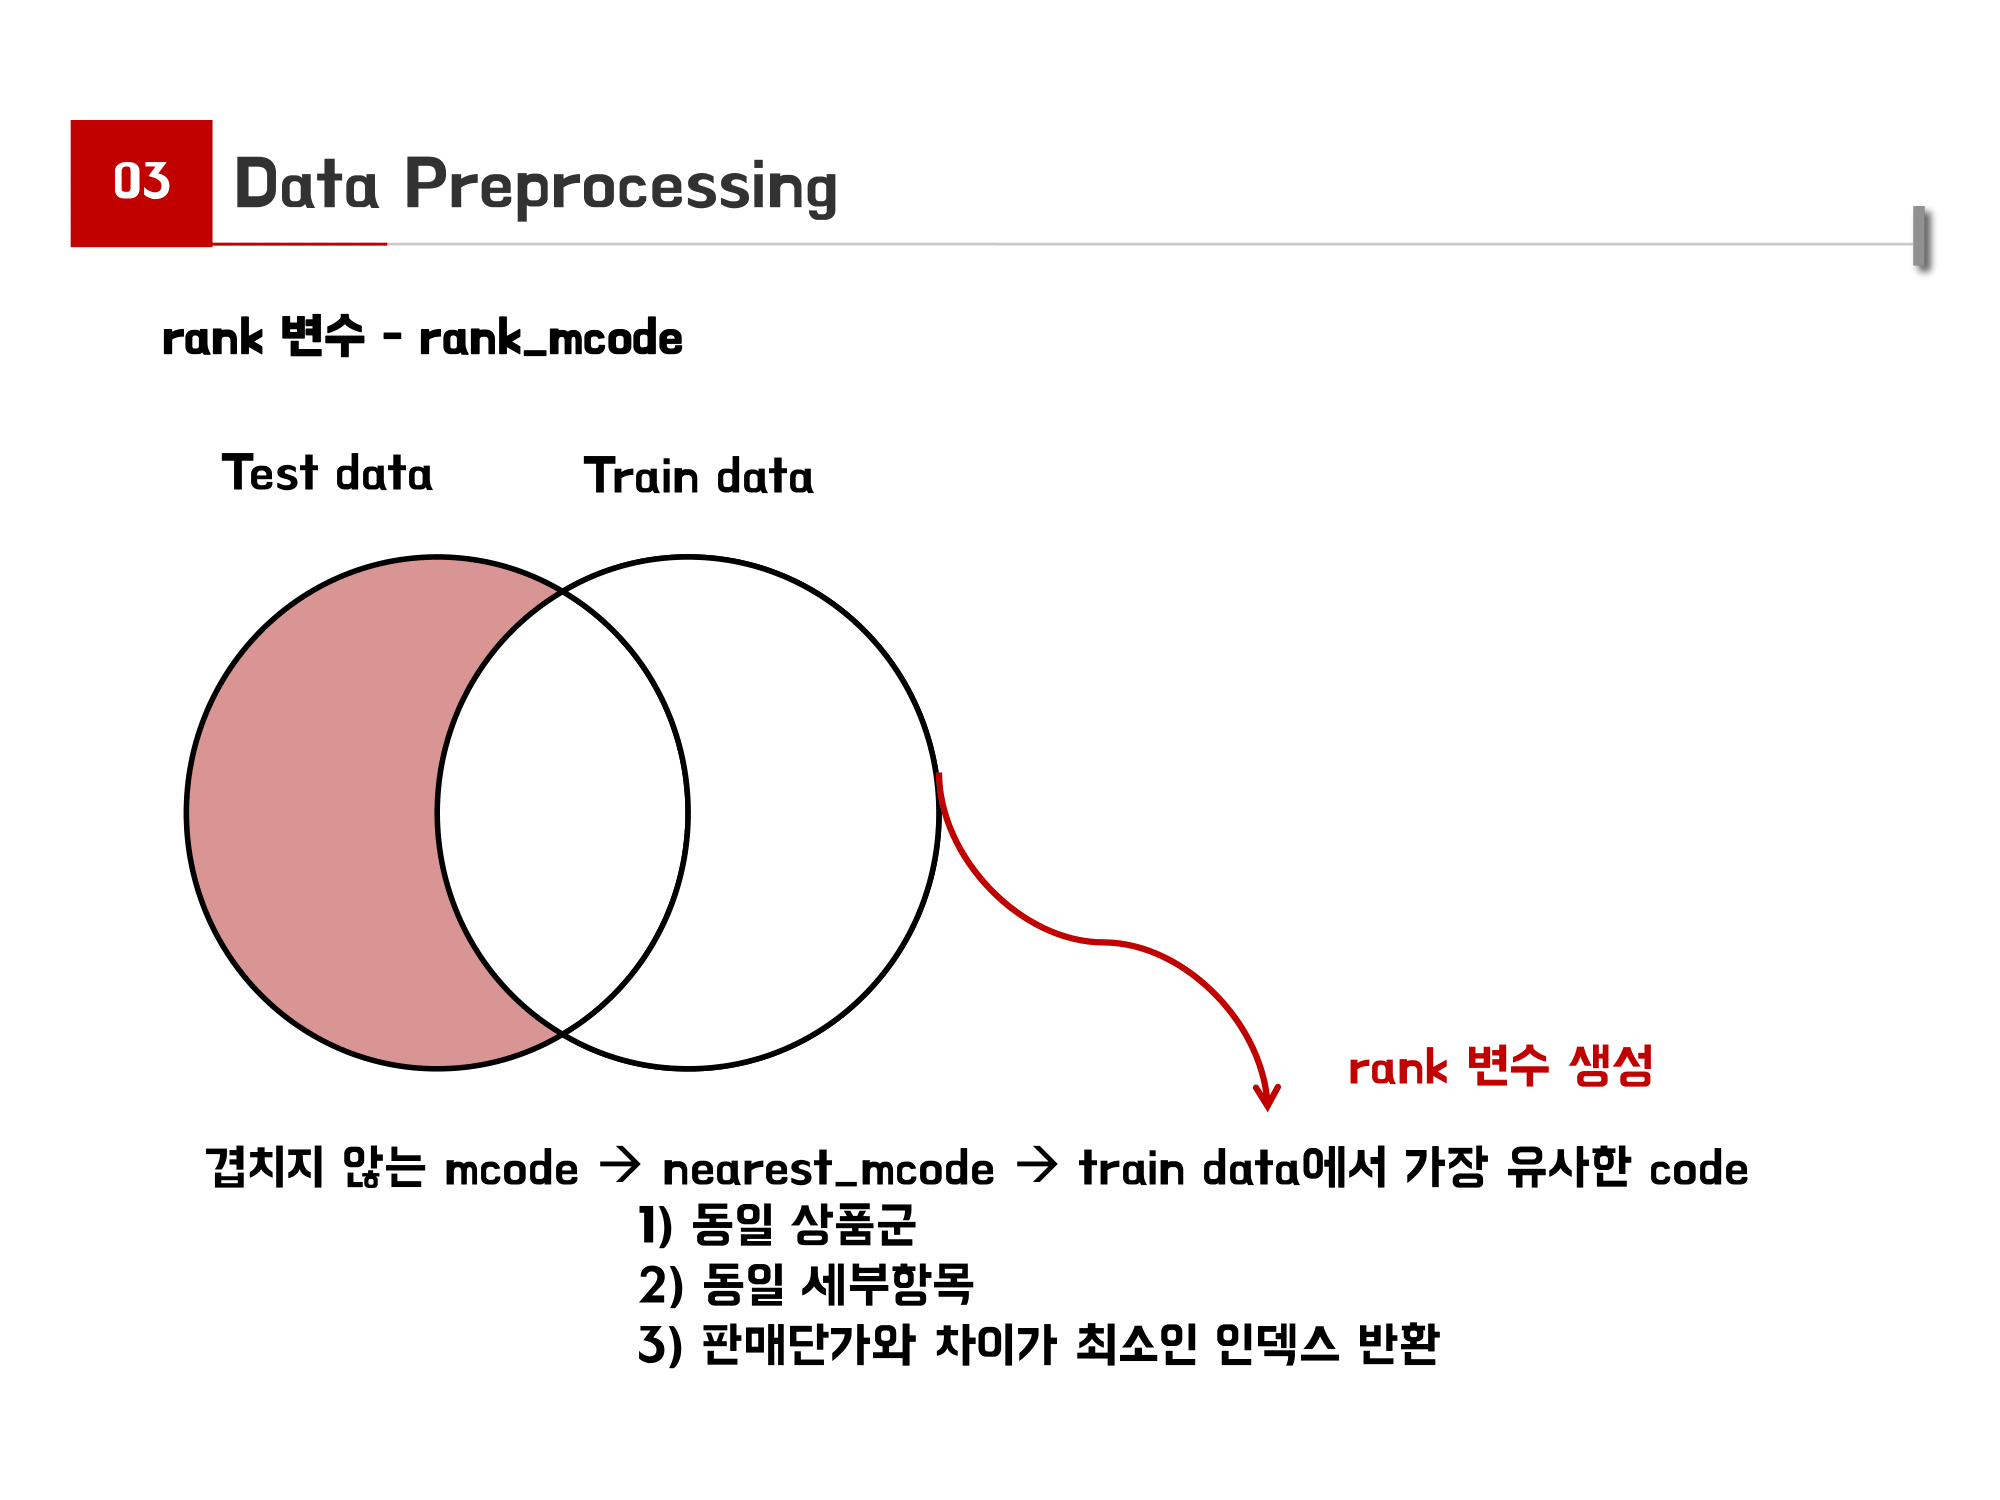 03
Data Preprocessing
rank 변수 - rank_mcode
Test data
Train data
rank 변수 생성
겹치지 않는 mcode → nearest_mcode → train data에서 가장 유사한 code
1) 동일 상품군
2) 동일 세부항목
3) 판매단가와 차이가 최소인 인덱스 반환